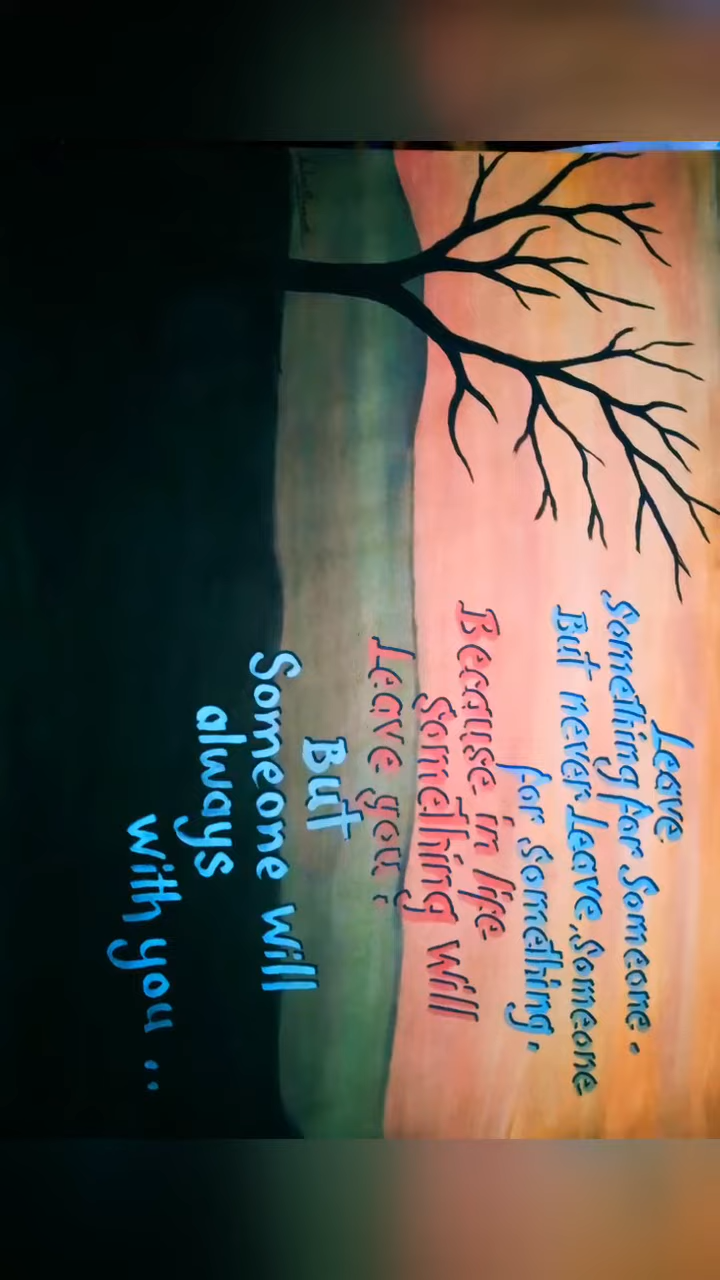 Leave
Something for Someone.
But never Leave, Someone
for Something.
Because in life
Something will
Leave you;
But
Someone will
always
with you ..